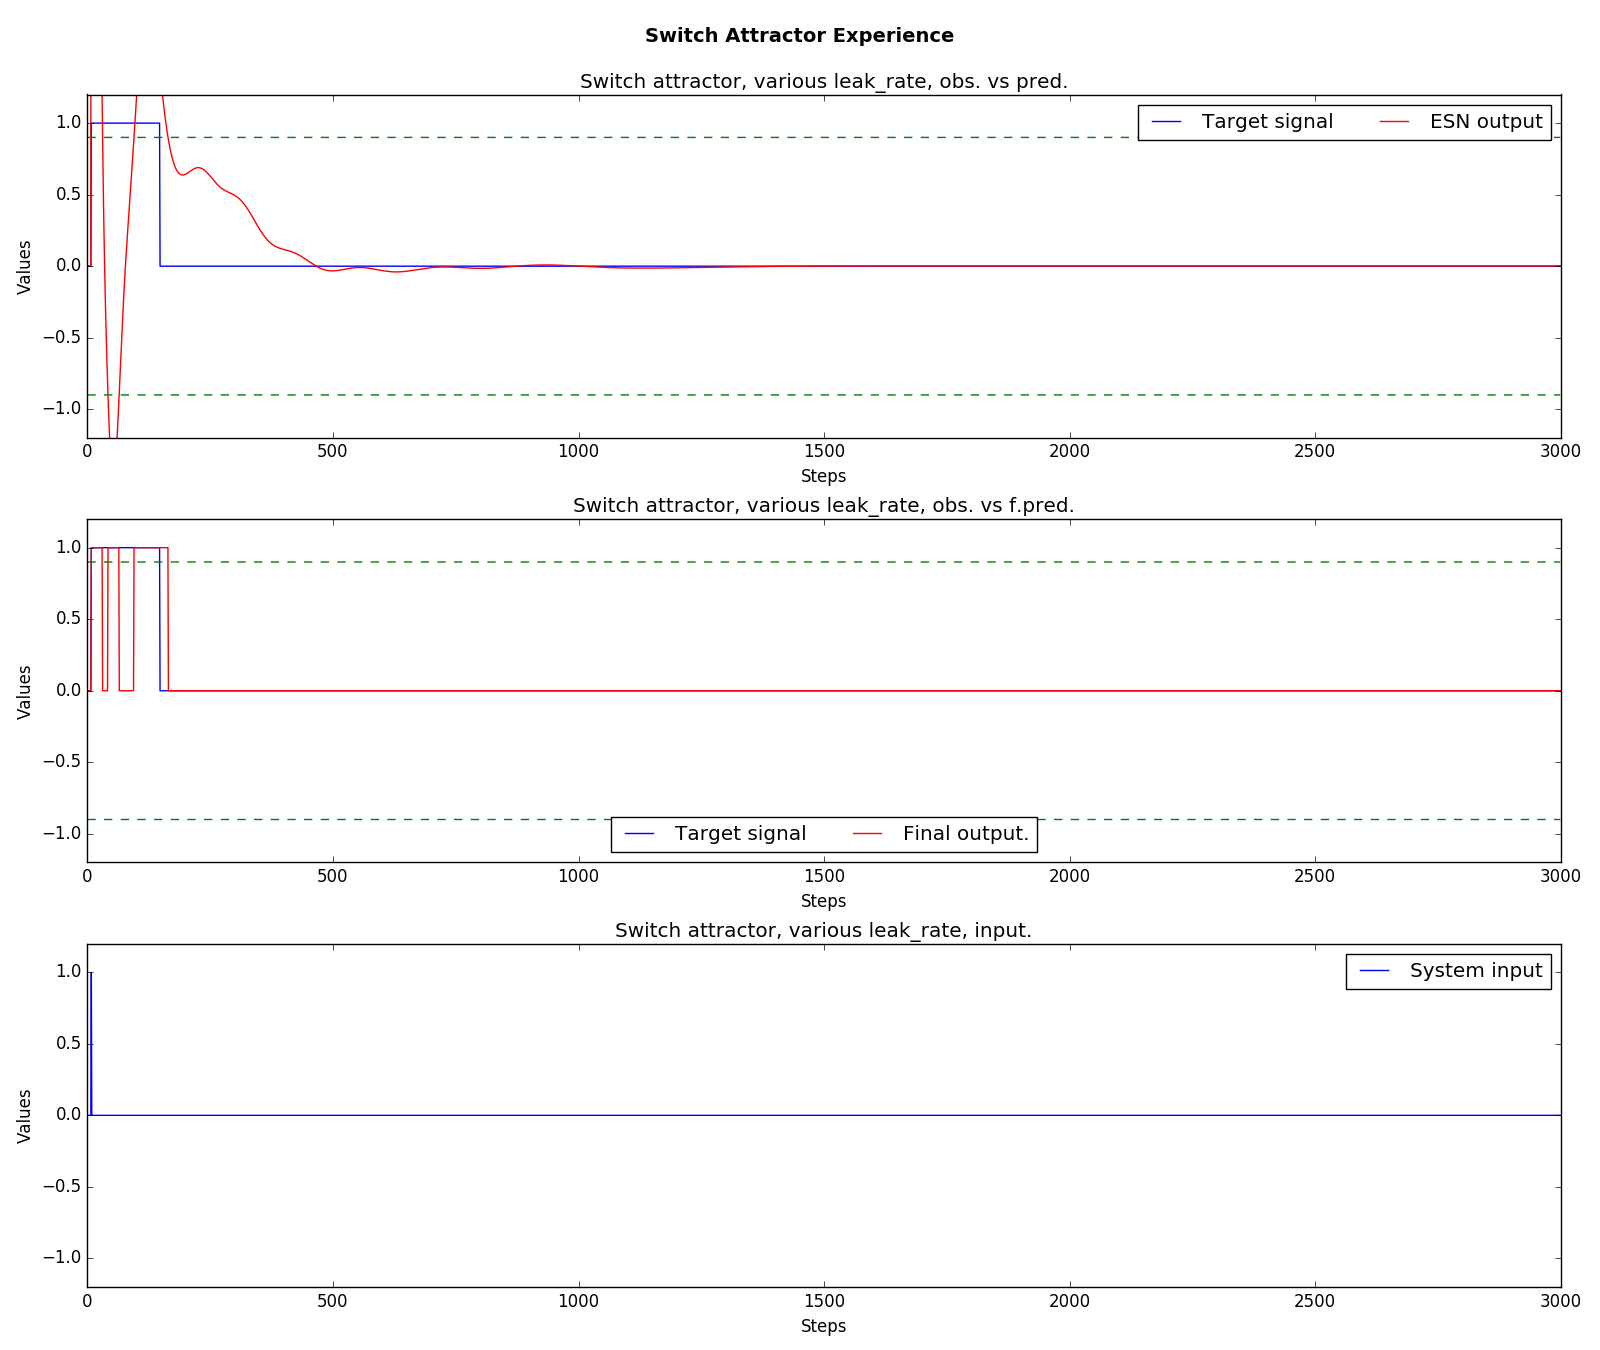 Switch Attractor Experience
Switch attractor, various leak_rate, obs. vs pred.
Target signal ESN output
1.0
0.5
0.0
−0.5
−1.0
Values
0 500 1000 1500 2000 2500 3000
Steps
Switch attractor, various leak_rate, obs. vs f.pred.
1.0
0.5
0.0
−0.5
−1.0
Values
Target signal Final output.
0 500 1000 1500 2000 2500 3000
Steps
Switch attractor, various leak_rate, input.
System input
1.0
0.5
0.0
−0.5
−1.0
Values
0 500 1000 1500 2000 2500 3000
Steps